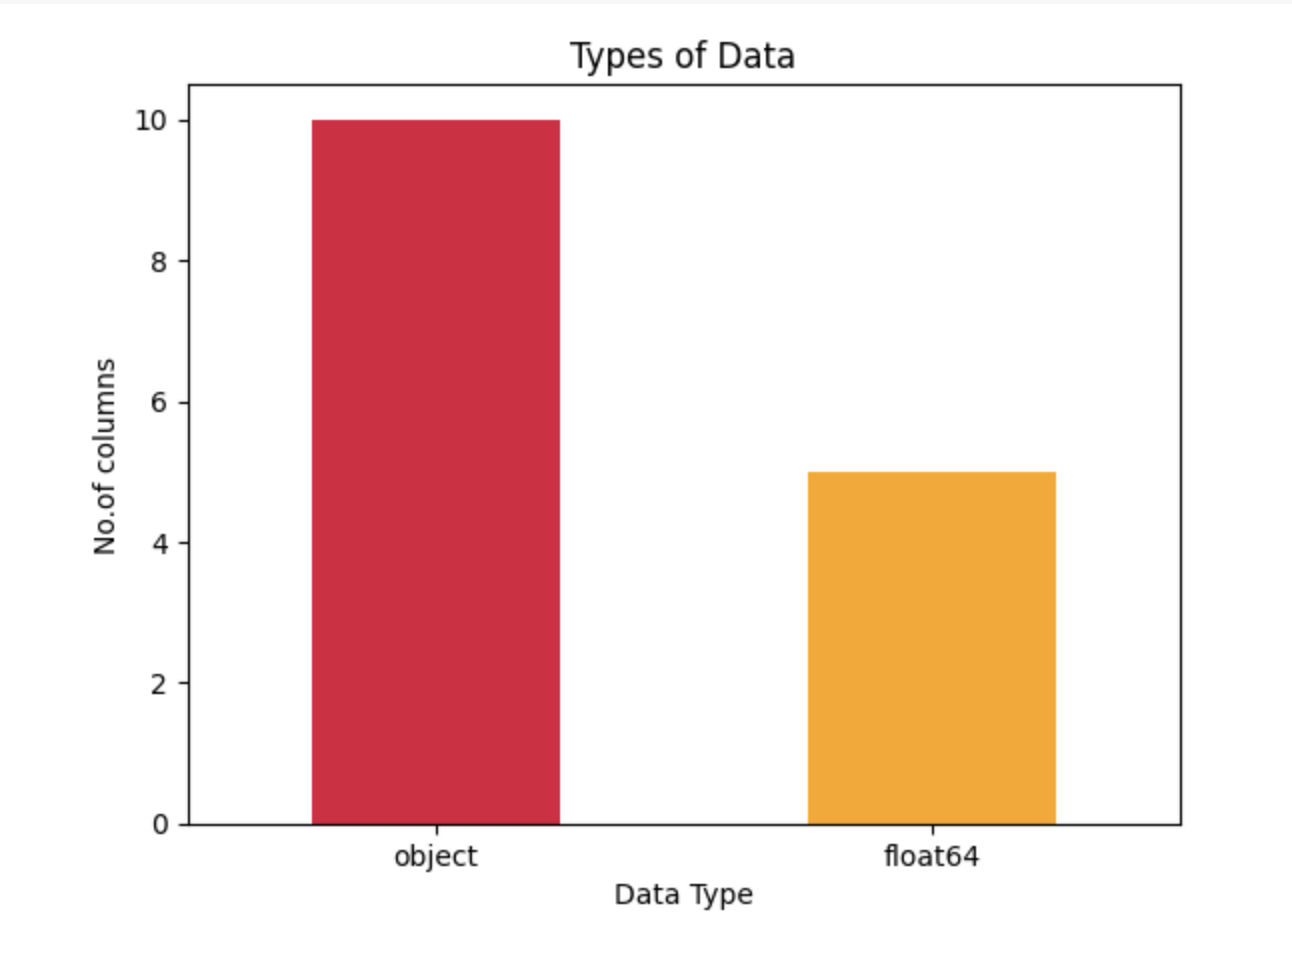 Types of Data
10
8
6
4
2
0
No.of columns
object
float64
Data Type